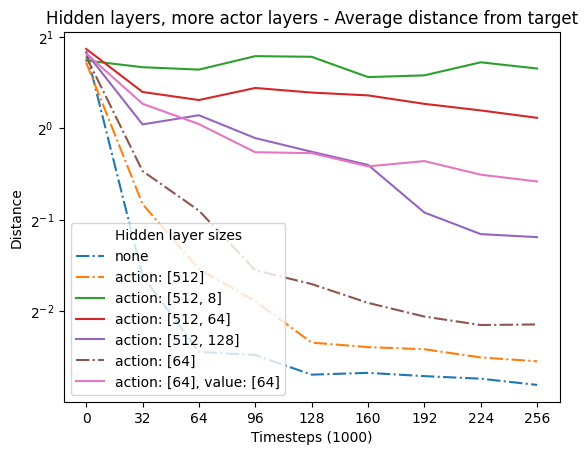 Hidden layers, more actor layers - Average distance from target
2^1
2^0
2^-1
2^-2
Distance
Hidden layer sizes
none
action: [512]
action: [512, 8]
action: [512, 64]
action: [512, 128]
action: [64]
action: [64], value: [64]
0 32 64 96 128 160 192 224 256
Timesteps (1000)